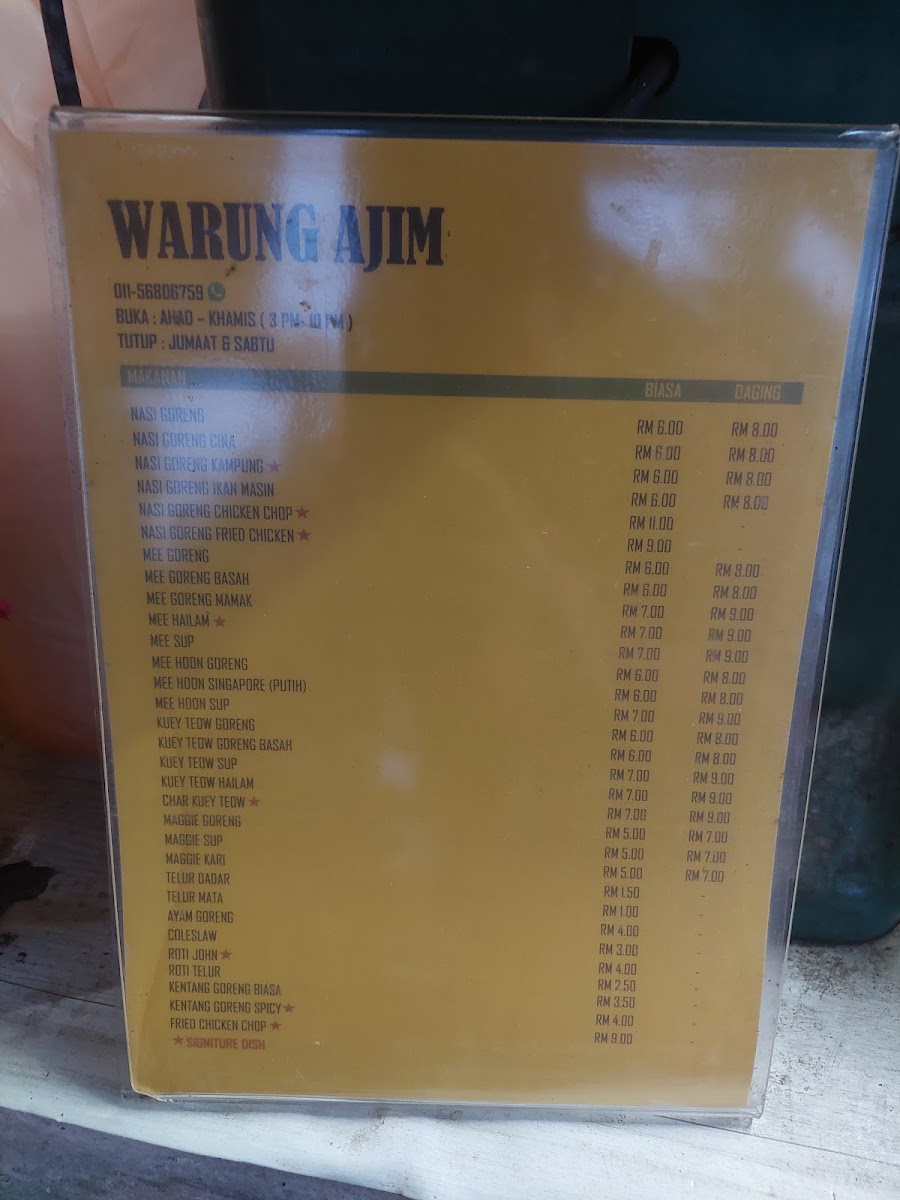 WARUNG AJIM
011-56806759
BUKA : AHAD - KHAMIS ( 3 PM- 10 PM )
TUTUP : JUMAAT & SABTU
MAKANAN BIASA DAGING
NASI GORENG RM 6.00 RM 8.00
NASI GORENG CINA RM 6.00 RM 8.00
NASI GORENG KAMPUNG ★ RM 6.00 RM 8.00
NASI GORENG IKAN MASIN RM 6.00 RM 8.00
NASI GORENG CHICKEN CHOP ★ RM 11.00 -
NASI GORENG FRIED CHICKEN ★ RM 9.00 -
MEE GORENG RM 6.00 RM 8.00
MEE GORENG BASAH RM 6.00 RM 8.00
MEE GORENG MAMAK RM 7.00 RM 9.00
MEE HAILAM ★ RM 7.00 RM 9.00
MEE SUP RM 7.00 RM 9.00
MEE HOON GORENG RM 6.00 RM 8.00
MEE HOON SINGAPORE (PUTIH) RM 6.00 RM 8.00
MEE HOON SUP RM 7.00 RM 9.00
KUEY TEOW GORENG RM 6.00 RM 8.00
KUEY TEOW GORENG BASAH RM 6.00 RM 8.00
KUEY TEOW SUP RM 7.00 RM 9.00
KUEY TEOW HAILAM RM 7.00 RM 9.00
CHAR KUEY TEOW ★ RM 7.00 RM 9.00
MAGGIE GORENG RM 5.00 RM 7.00
MAGGIE SUP RM 5.00 RM 7.00
MAGGIE KARI RM 5.00 RM 7.00
TELUR DADAR RM 1.50 -
TELUR MATA RM 1.00 -
AYAM GORENG RM 4.00 -
COLESLAW RM 3.00 -
ROTI JOHN ★ RM 4.00 -
ROTI TELUR RM 2.50 -
KENTANG GORENG BIASA RM 3.50 -
KENTANG GORENG SPICY ★ RM 4.00 -
FRIED CHICKEN CHOP ★ RM 9.00 -
★ SIGNITURE DISH